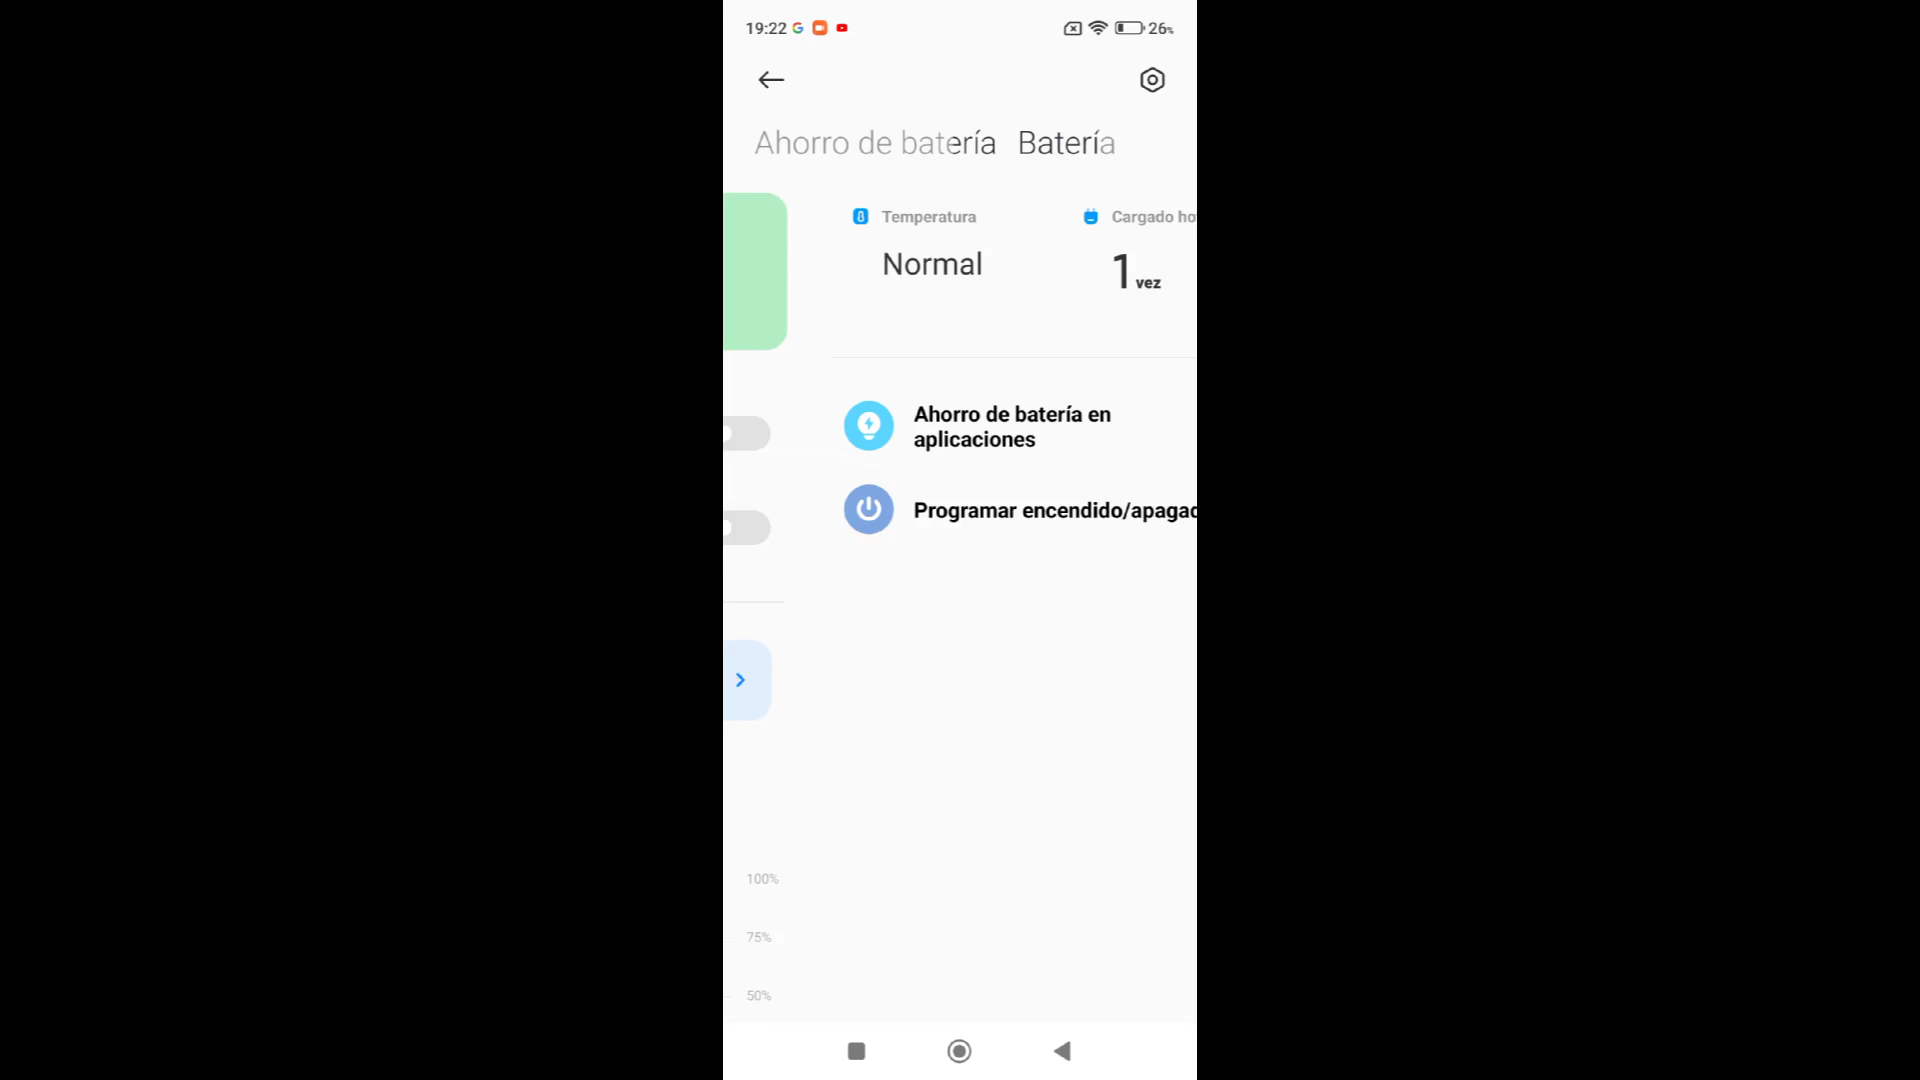 19:22 26%
Ahorro de batería Batería
Temperatura Cargado ho
Normal 1 vez
Ahorro de batería en
aplicaciones
Programar encendido/apagad
100%
75%
50%